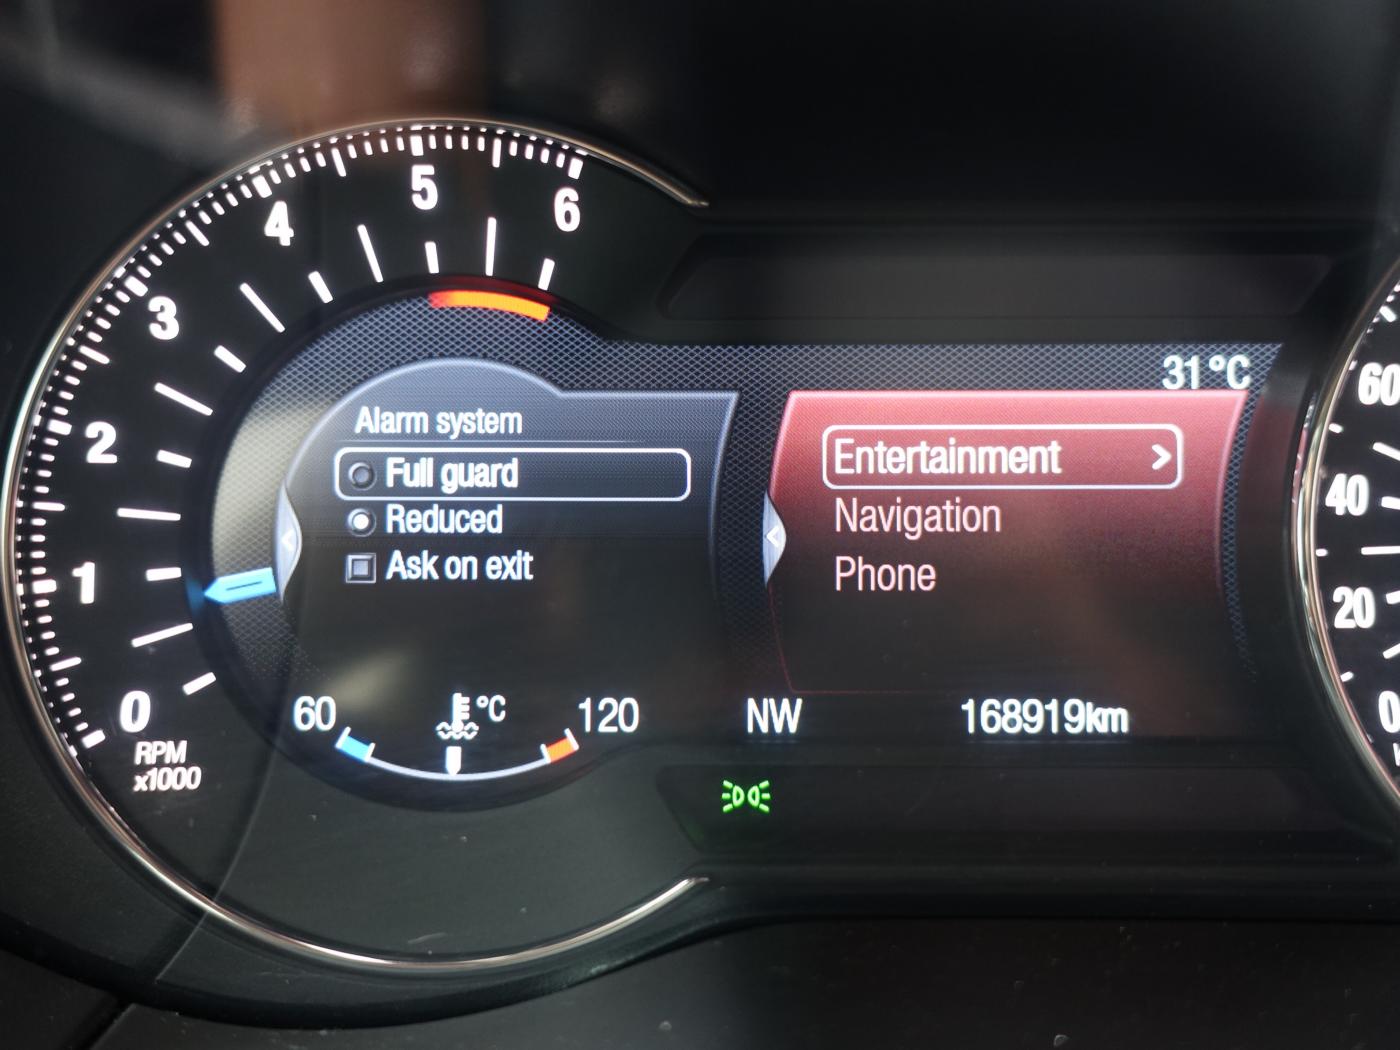 0
1
2
3
4
5
6
RPM
x1000
Alarm system
Full guard
Reduced
Ask on exit
60
°C
120
31°C
Entertainment
Navigation
Phone
NW
168919km
60
40
20
0